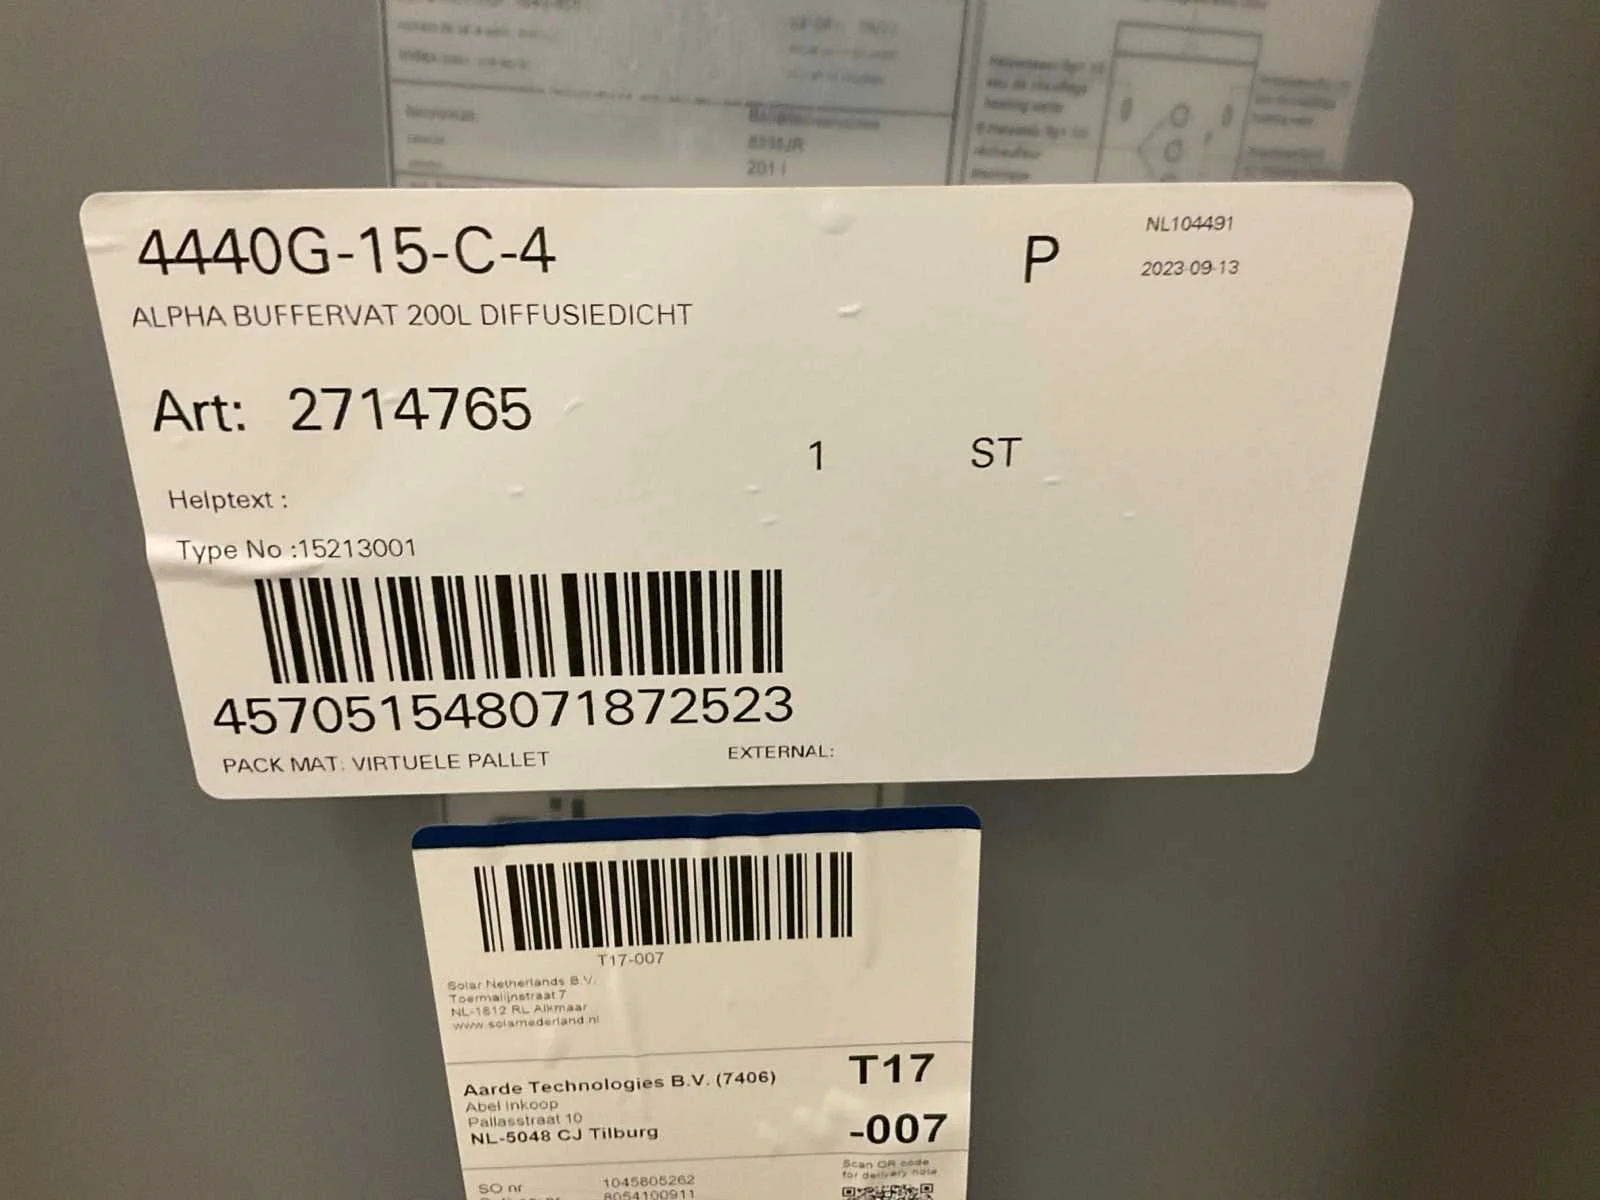 201 l
heating water
4440G-15-C-4
P
NL104491
2023-09-13
ALPHA BUFFERVAT 200L DIFFUSIEDICHT
Art: 2714765
1 ST
Helptext :
Type No :15213001
457051548071872523
PACK MAT: VIRTUELE PALLET
EXTERNAL:
T17-007
Solar Netherlands B.V.
Toermalijnstraat 7
NL-1812 RL Alkmaar
www.solarnederland.nl
Aarde Technologies B.V. (7406)
Abel Inkoop
Pallasstraat 10
NL-5048 CJ Tilburg
T17
-007
Scan QR code
for delivery note
SO nr 1045805262
8054100911